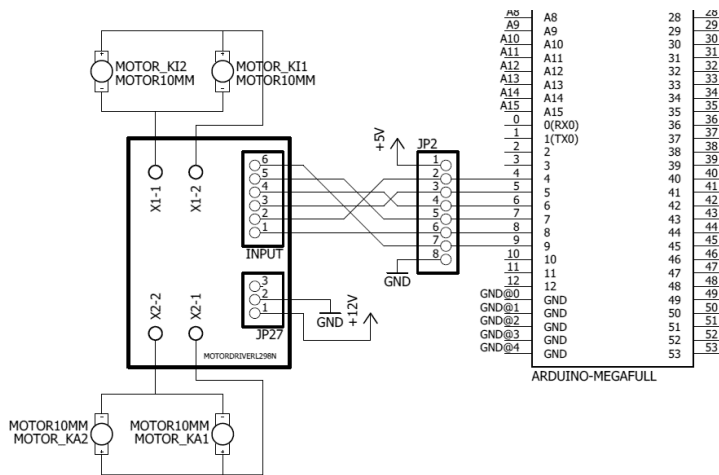 MOTOR_KI2
MOTOR10MM
MOTOR_KI1
MOTOR10MM
+
-
+
-
X1-1
X1-2
6
5
4
3
2
1
INPUT
X2-2
X2-1
3
2
1
JP27
MOTORDRIVERL298N
GND
+12V
MOTOR10MM
MOTOR_KA2
MOTOR10MM
MOTOR_KA1
-
+
-
+
+5V
JP2
1
2
3
4
5
6
7
8
GND
A8 A8 28 28
A9 A9 29 29
A10 A10 30 30
A11 A11 31 31
A12 A12 32 32
A13 A13 33 33
A14 A14 34 34
A15 A15 35 35
0 0(RX0) 36 36
1 1(TX0) 37 37
2 2 38 38
3 3 39 39
4 4 40 40
5 5 41 41
6 6 42 42
7 7 43 43
8 8 44 44
9 9 45 45
10 10 46 46
11 11 47 47
12 12 48 48
GND@0 GND 49 49
GND@1 GND 50 50
GND@2 GND 51 51
GND@3 GND 52 52
GND@4 GND 53 53
ARDUINO-MEGAFULL